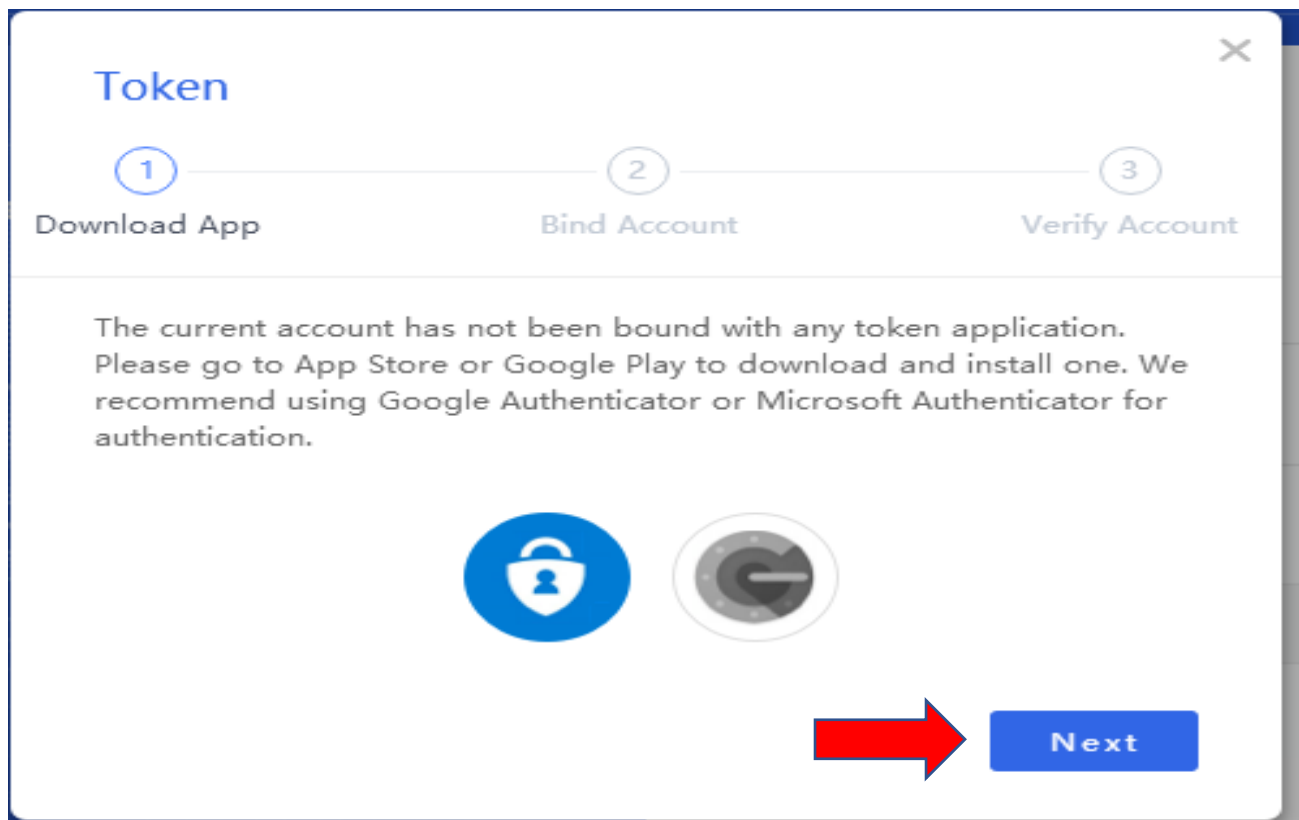 Token
1
2
3
Download App
Bind Account
Verify Account
The current account has not been bound with any token application.
Please go to App Store or Google Play to download and install one. We
recommend using Google Authenticator or Microsoft Authenticator for
authentication.
Next